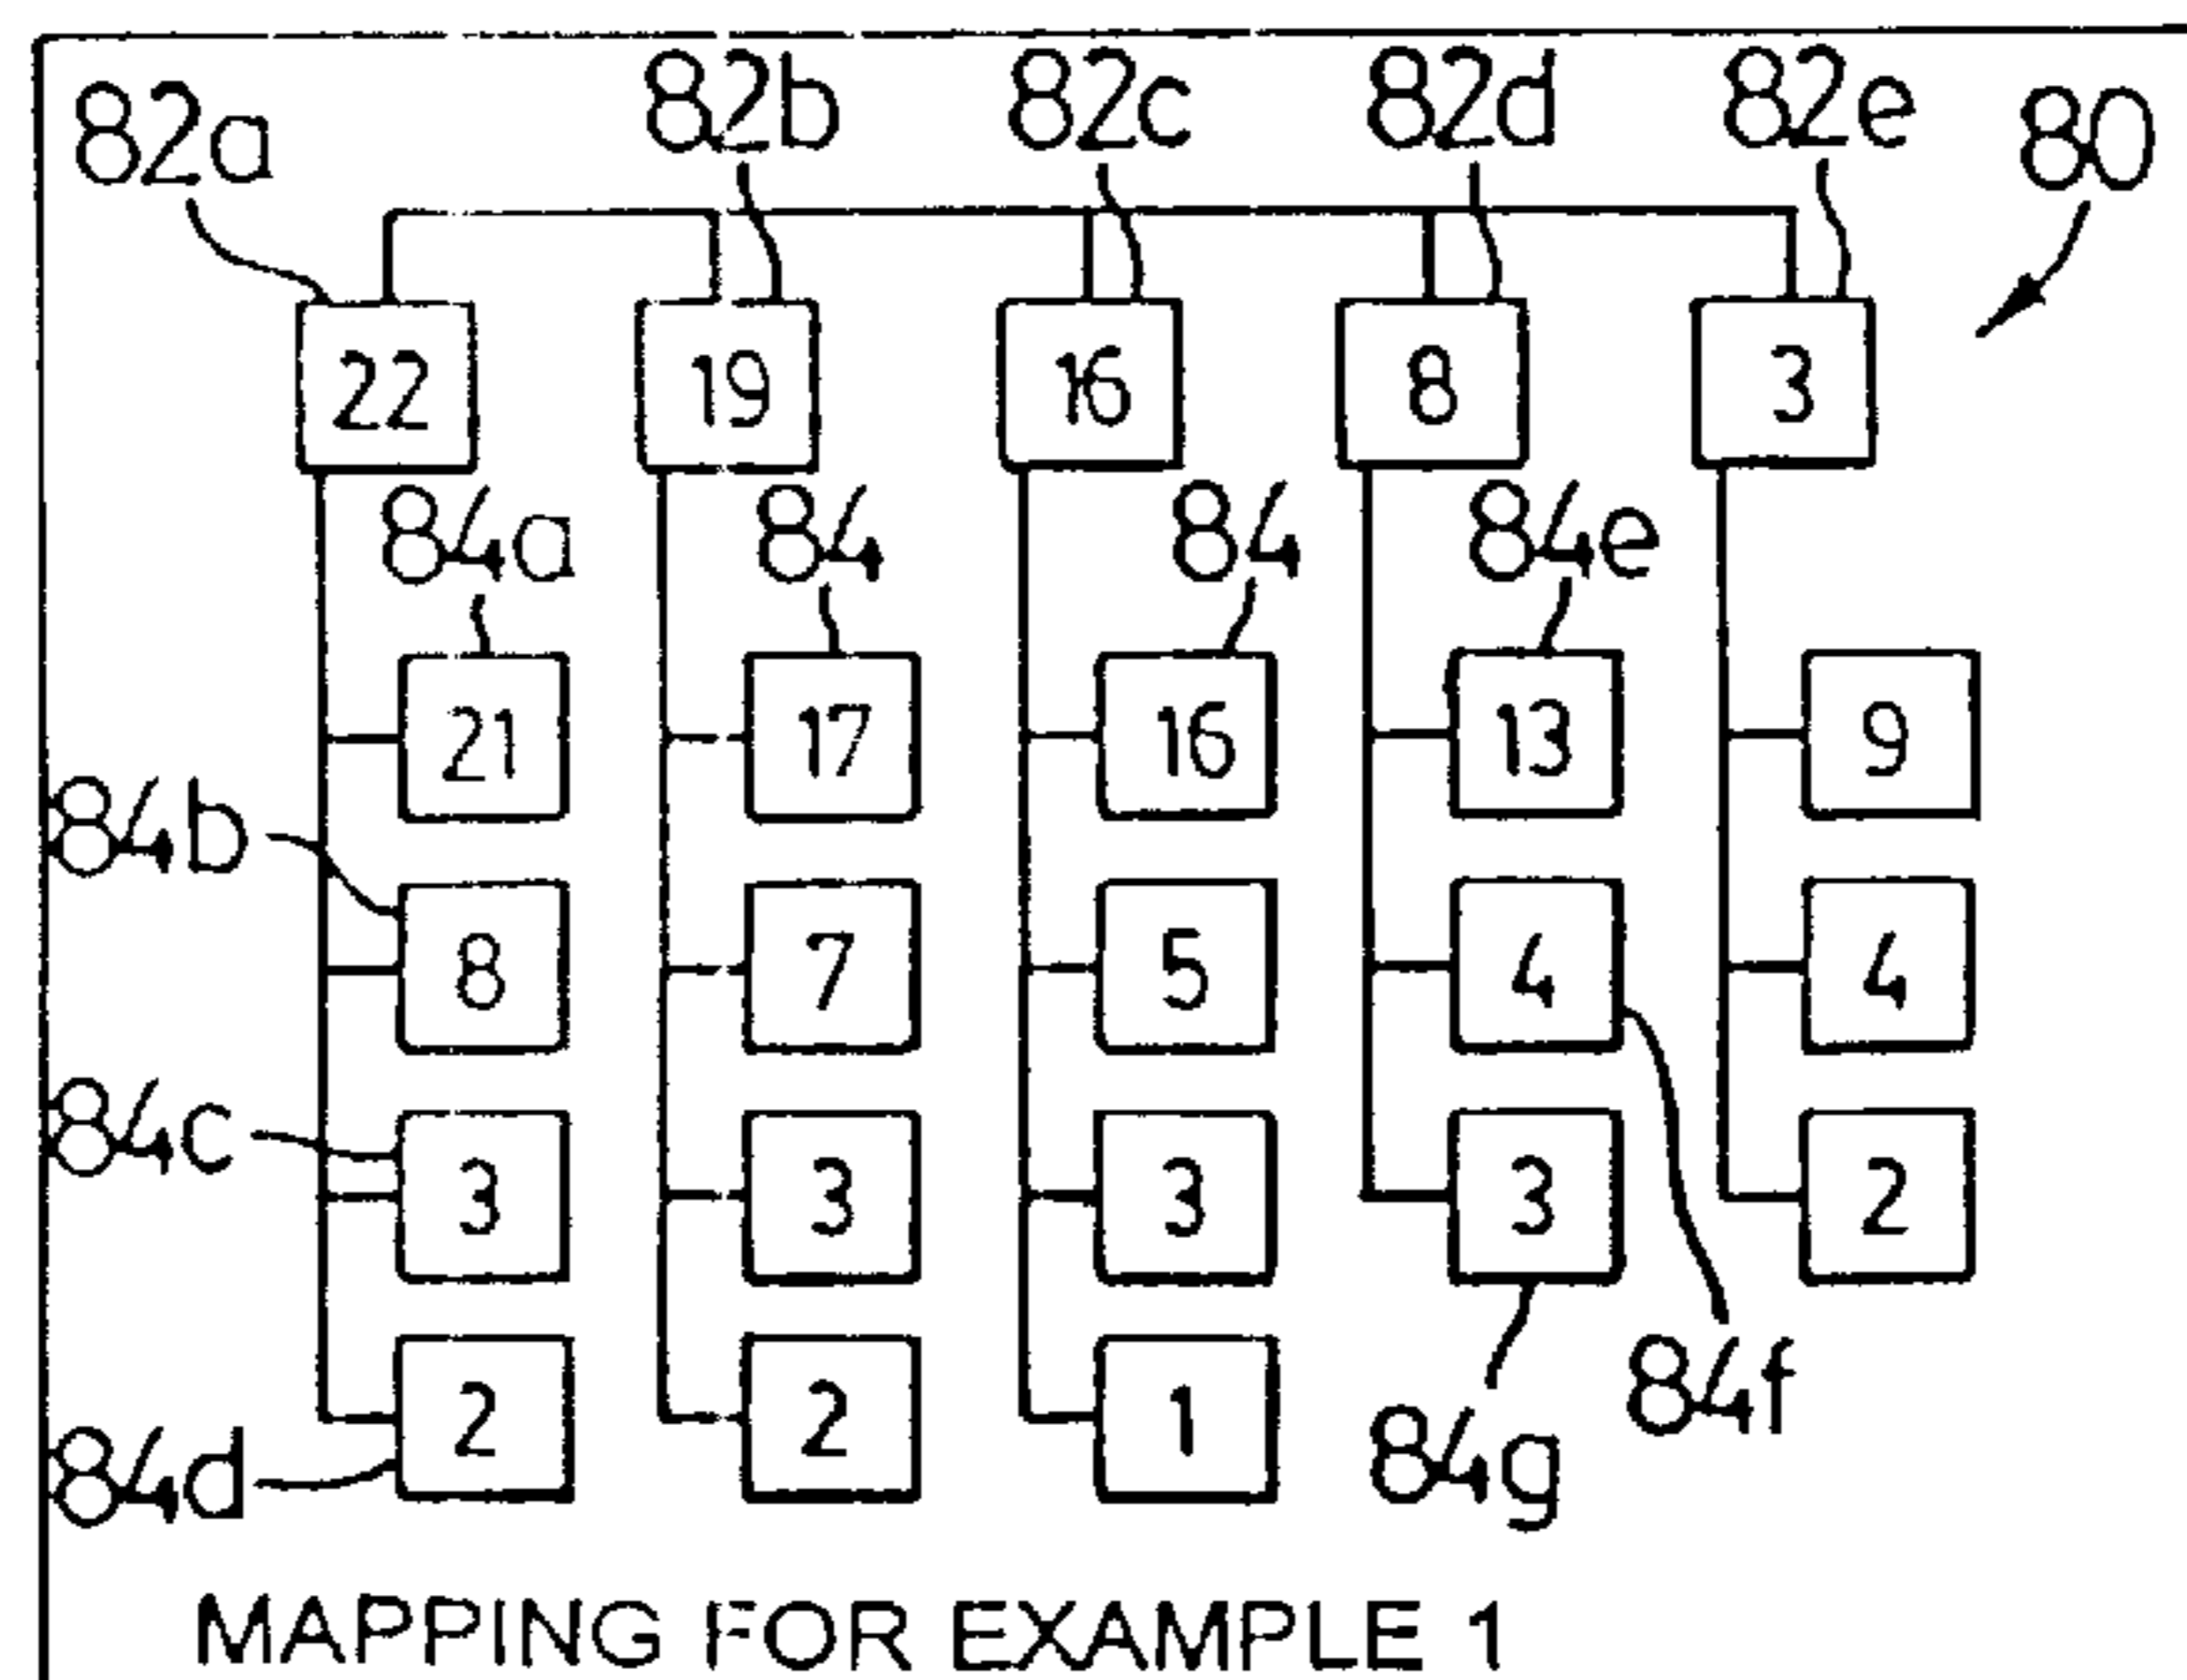 82a 82b 82c 82d 82e 80
22 19 16 8 3
84a 84 84 84e
21 17 16 13 9
84b
8 7 5 4 4
84c
3 3 3 3 2
84f
2 2 1
84d 84g
MAPPING FOR EXAMPLE 1